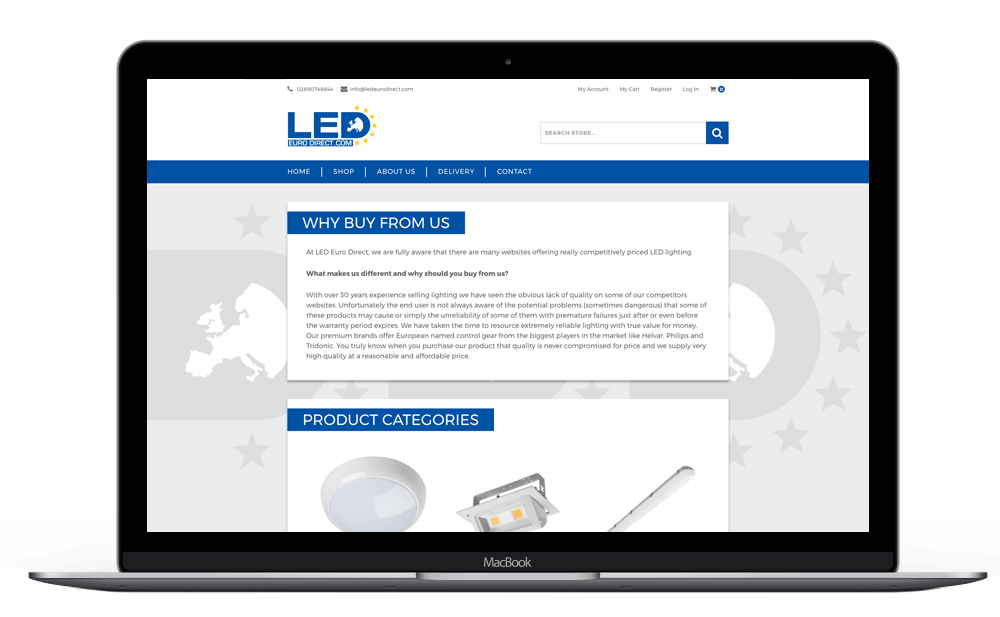 02890748844 info@ledeurodirect.com My Account My Cart Register Log In 0
LED
EURO DIRECT.COM
SEARCH STORE...
HOME SHOP ABOUT US DELIVERY CONTACT
WHY BUY FROM US
At LED Euro Direct, we are fully aware that there are many websites offering really competitively priced LED lighting.
What makes us different and why should you buy from us?
With over 30 years experience selling lighting we have seen the obvious lack of quality on some of our competitors
websites. Unfortunately the end user is not always aware of the potential problems (sometimes dangerous) that some of
these products may cause or simply the unreliability of some of them with premature failures just after or even before
the warranty period expires. We have taken the time to resource extremely reliable lighting with true value for money.
Our premium brands offer European named control gear from the biggest players in the market like Helvar, Philips and
Tridonic. You truly know when you purchase our product that quality is never compromised for price and we supply very
high quality at a reasonable and affordable price.
PRODUCT CATEGORIES
MacBook